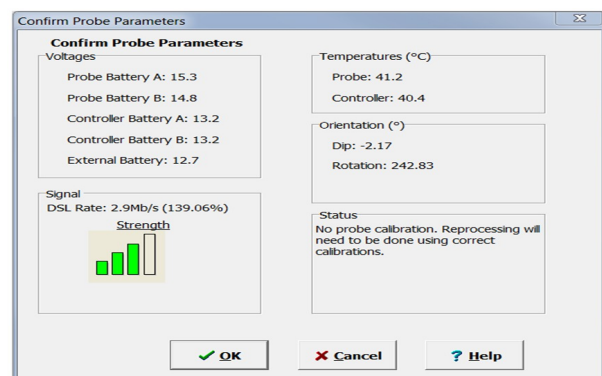 Confirm Probe Parameters
Confirm Probe Parameters
Voltages
Probe Battery A: 15.3
Probe Battery B: 14.8
Controller Battery A: 13.2
Controller Battery B: 13.2
External Battery: 12.7
Signal
DSL Rate: 2.9Mb/s (139.06%)
Strength
Temperatures (°C)
Probe: 41.2
Controller: 40.4
Orientation (°)
Dip: -2.17
Rotation: 242.83
Status
No probe calibration. Reprocessing will
need to be done using correct
calibrations.
OK
Cancel
? Help